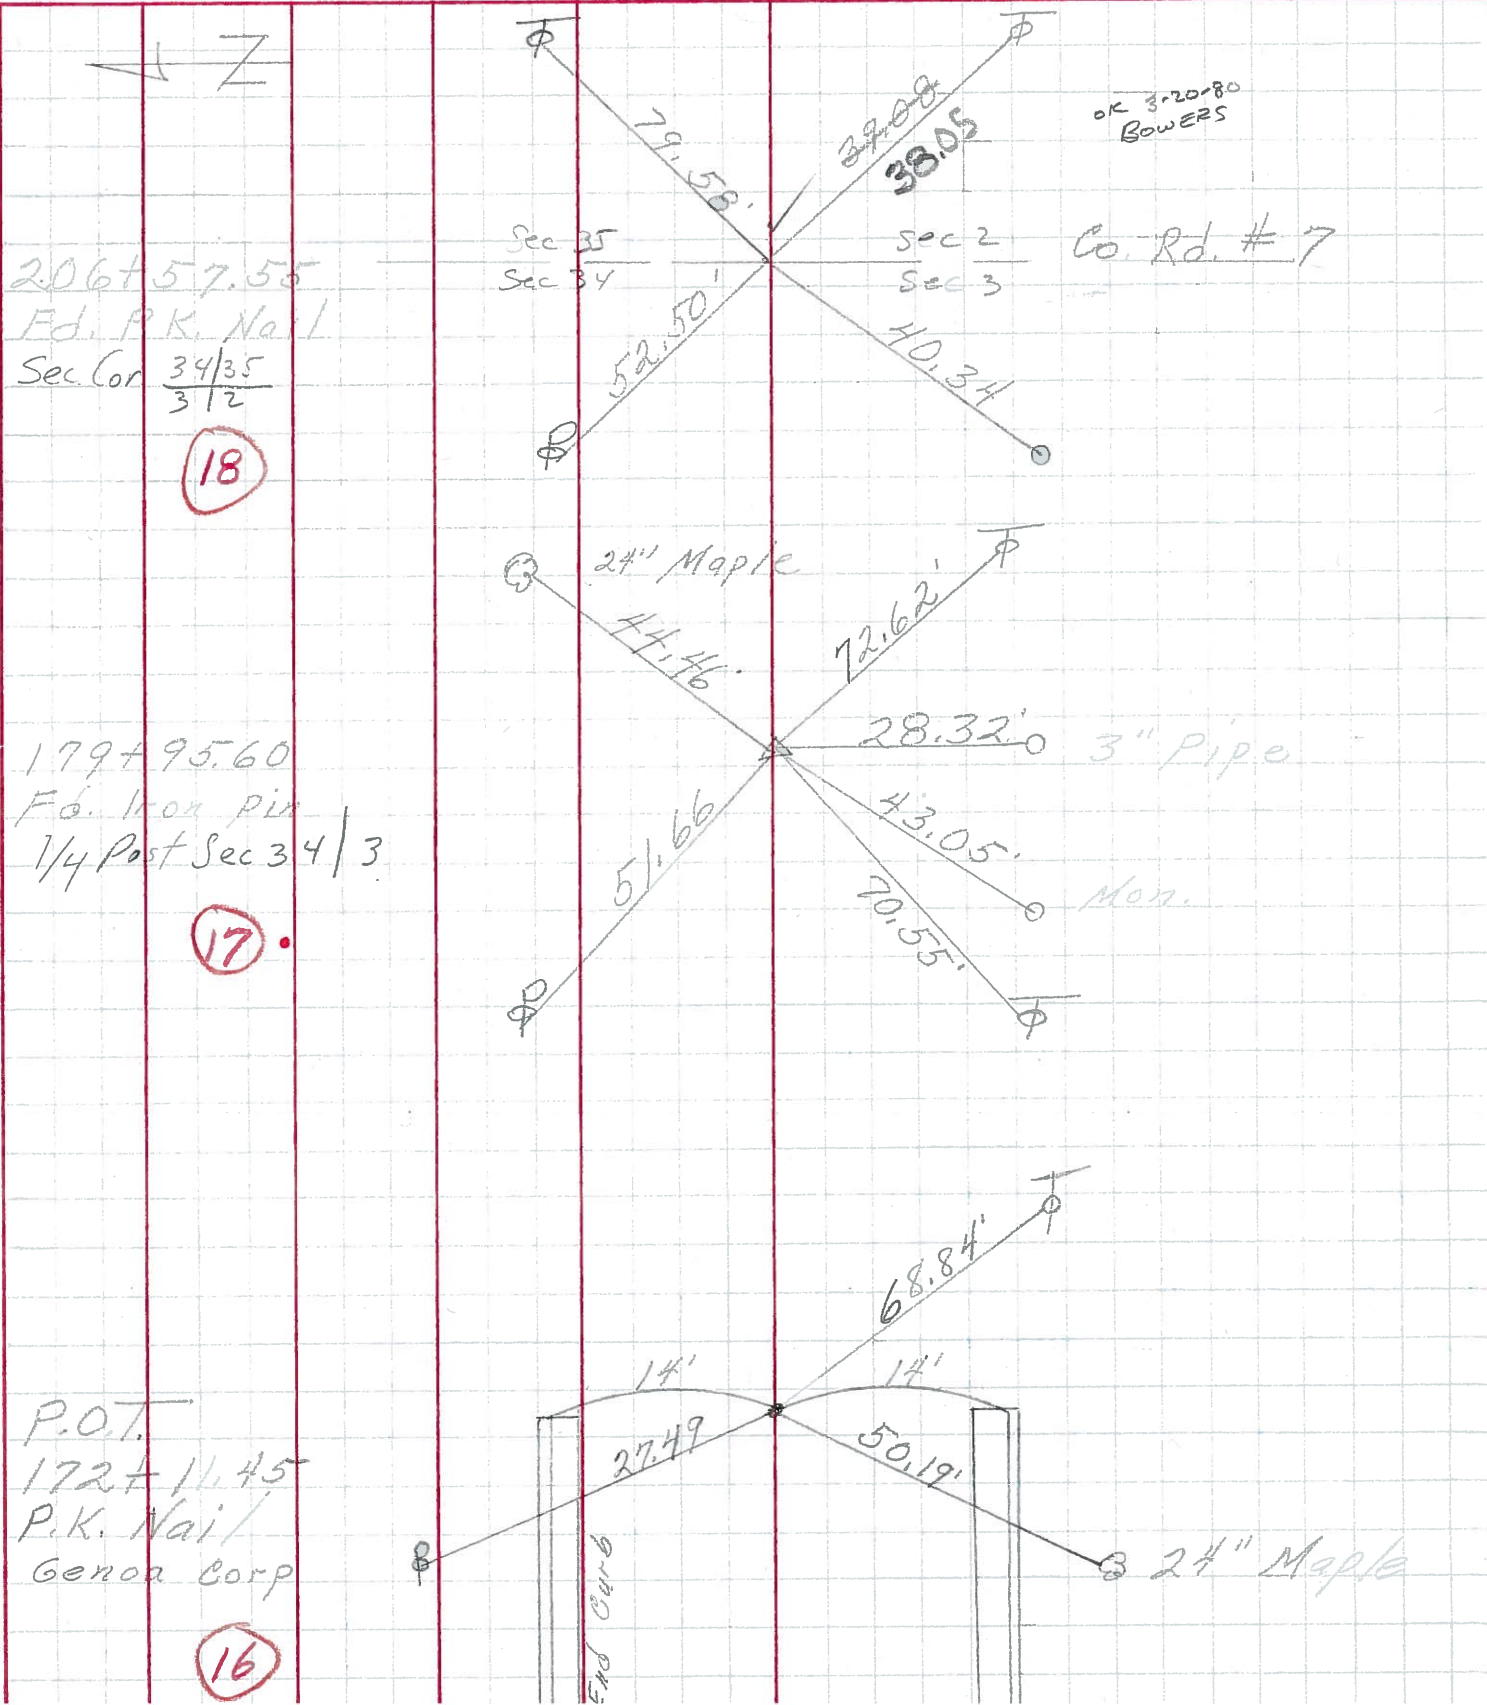 N
79.58'
37.08
38.05
OK 3-20-80
BOWERS
Sec 35
Sec 34
Sec 2
Sec 3
Co. Rd. # 7
206+57.55
Fd. P.K. Nail
Sec. Cor 34/35
3/2
52.50'
40.34
18
24" Maple
44.46'
72.62'
28.32'
3" Pipe
179+95.60
Fd. Iron Pin
1/4 Post Sec 34/3
51.66
43.05'
Mon.
70.55'
17
68.84'
14'
14'
P.O.T.
172+11.45
P.K. Nail
Genoa Corp
27.49
50.19'
24" Maple
End Curb
16